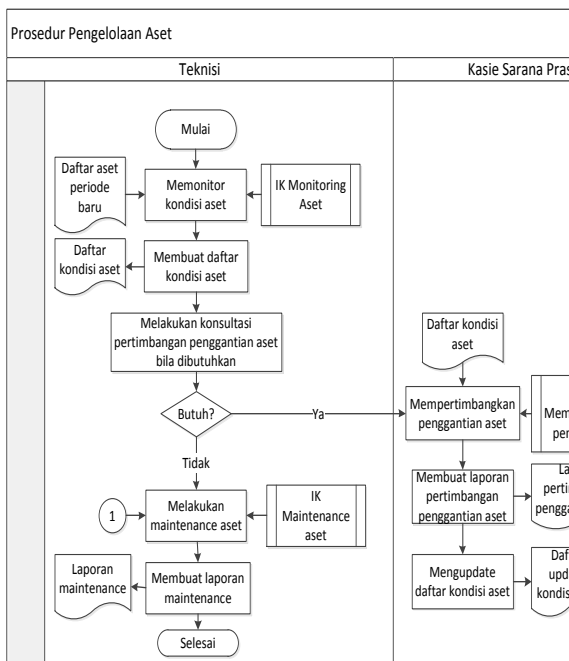 Prosedur Pengelolaan Aset
Teknisi
Kasie Sarana
Mulai
Daftar aset
periode
baru
Memonitor
kondisi aset
IK Monitoring
Aset
Daftar
kondisi aset
Membuat daftar
kondisi aset
Melakukan konsultasi
pertimbangan penggantian aset
bila dibutuhkan
Butuh?
Ya
Tidak
1
Melakukan
maintenance aset
IK
Maintenance
aset
Laporan
maintenance
Membuat laporan
maintenance
Selesai
Daftar kondisi
aset
Mempertimbangkan
penggantian aset
Membuat laporan
pertimbangan
penggantian aset
Mengupdate
daftar kondisi aset